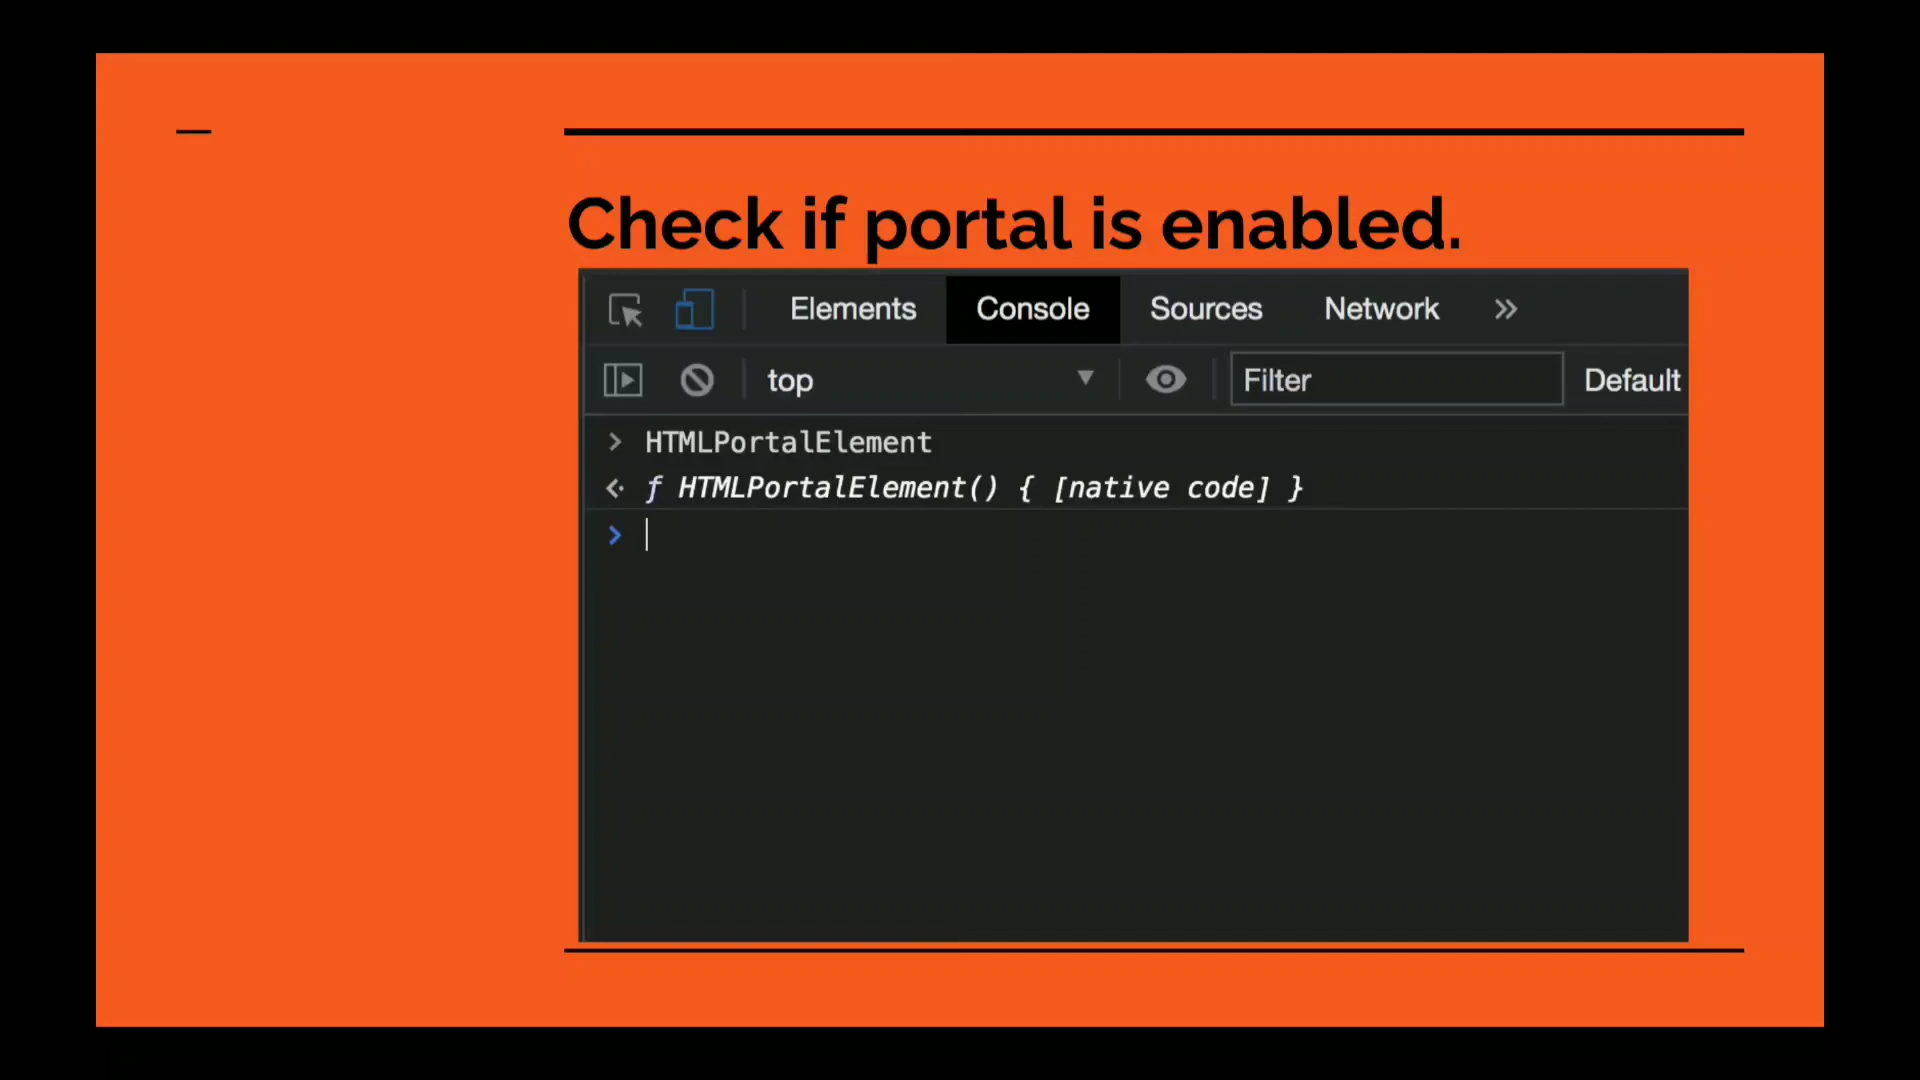 Check if portal is enabled.
Elements Console Sources Network »
top Filter Default
> HTMLPortalElement
ƒ HTMLPortalElement() { [native code] }
>